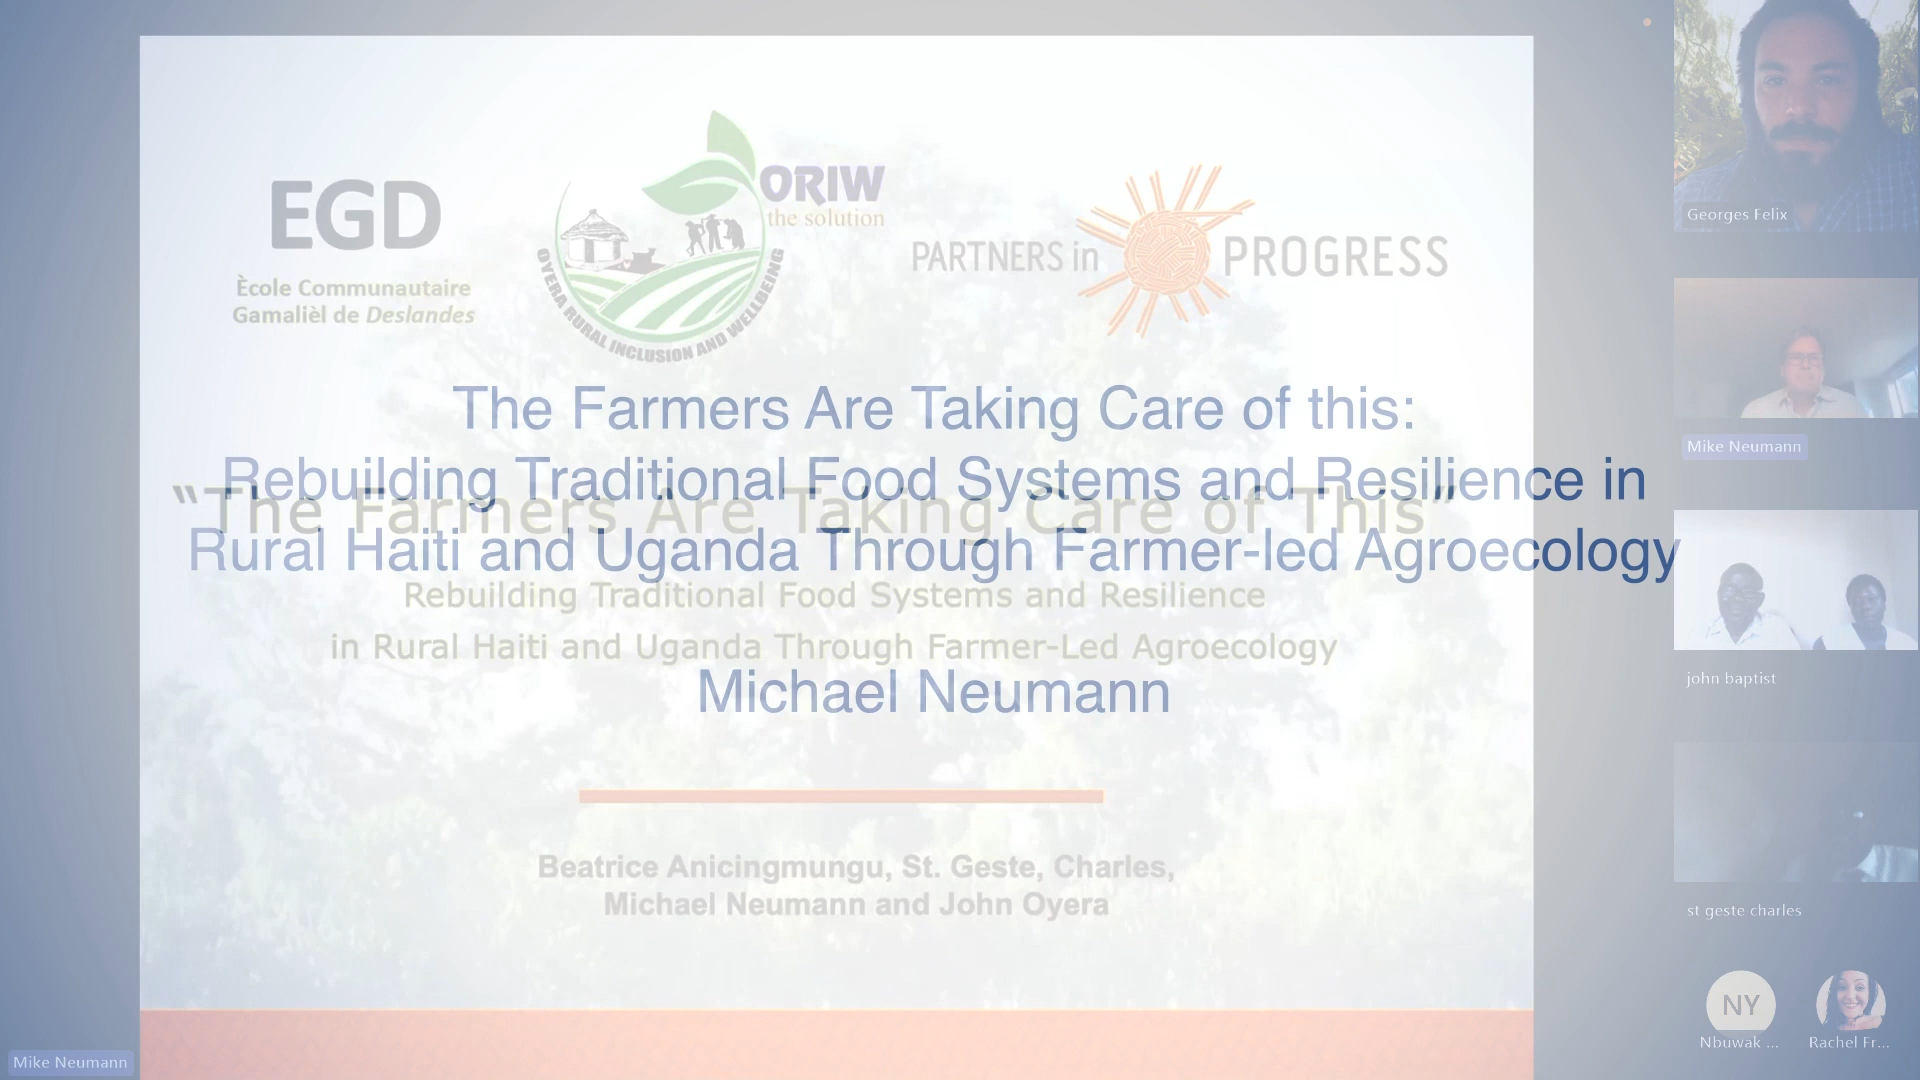 EGD
Ècole Communautaire
Gamalièl de Deslandes
ORIW
the solution
OYERA RURAL INCLUSION AND WELLBEING
PARTNERS in PROGRESS
The Farmers Are Taking Care of this:
Rebuilding Traditional Food Systems and Resilience in
Rural Haiti and Uganda Through Farmer-led Agroecology
Michael Neumann
“The Farmers Are Taking Care of This”
Rebuilding Traditional Food Systems and Resilience
in Rural Haiti and Uganda Through Farmer-Led Agroecology
Beatrice Anicingmungu, St. Geste, Charles,
Michael Neumann and John Oyera
Mike Neumann
Georges Felix
Mike Neumann
john baptist
st geste charles
NY
Nbuwak ...
Rachel Fr...